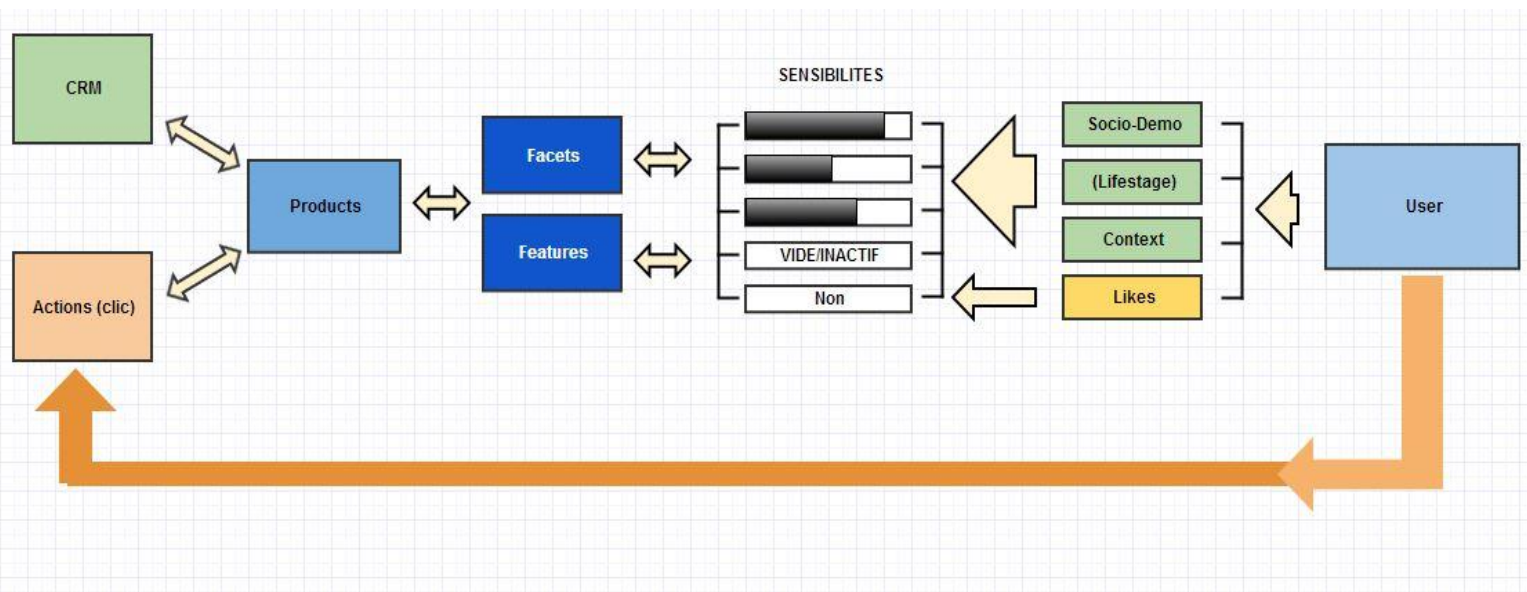 CRM
Actions (clic)
Products
Facets
Features
SENSIBILITES
VIDE/INACTIF
Non
Socio-Demo
(Lifestage)
Context
Likes
User